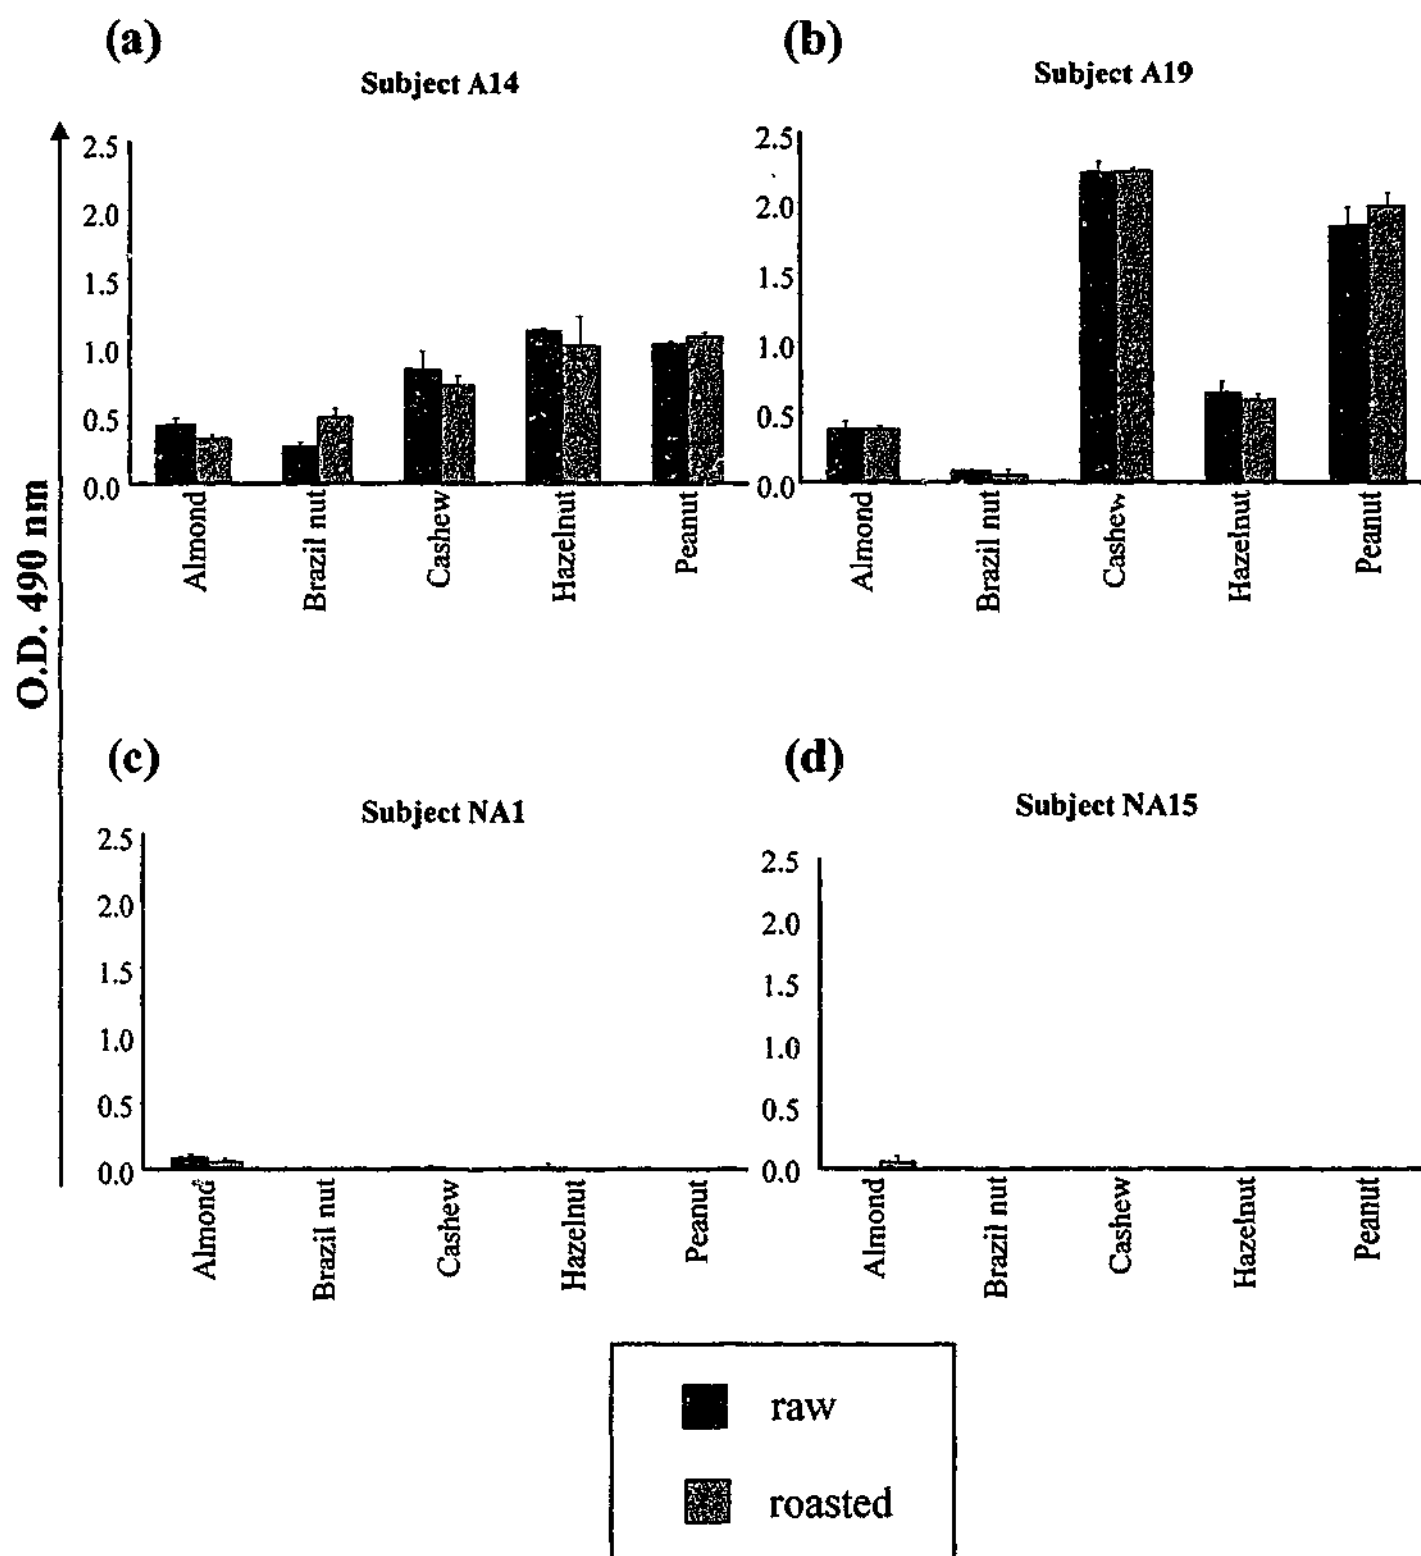 (a)
Subject A14
2.5
2.0
1.5
1.0
0.5
0.0
Almond
Brazil nut
Cashew
Hazelnut
Peanut
(b)
Subject A19
2.5
2.0
1.5
1.0
0.5
0.0
Almond
Brazil nut
Cashew
Hazelnut
Peanut
O.D. 490 nm
(c)
Subject NA1
2.5
2.0
1.5
1.0
0.5
0.0
Almond
Brazil nut
Cashew
Hazelnut
Peanut
(d)
Subject NA15
2.5
2.0
1.5
1.0
0.5
0.0
Almond
Brazil nut
Cashew
Hazelnut
Peanut
raw
roasted